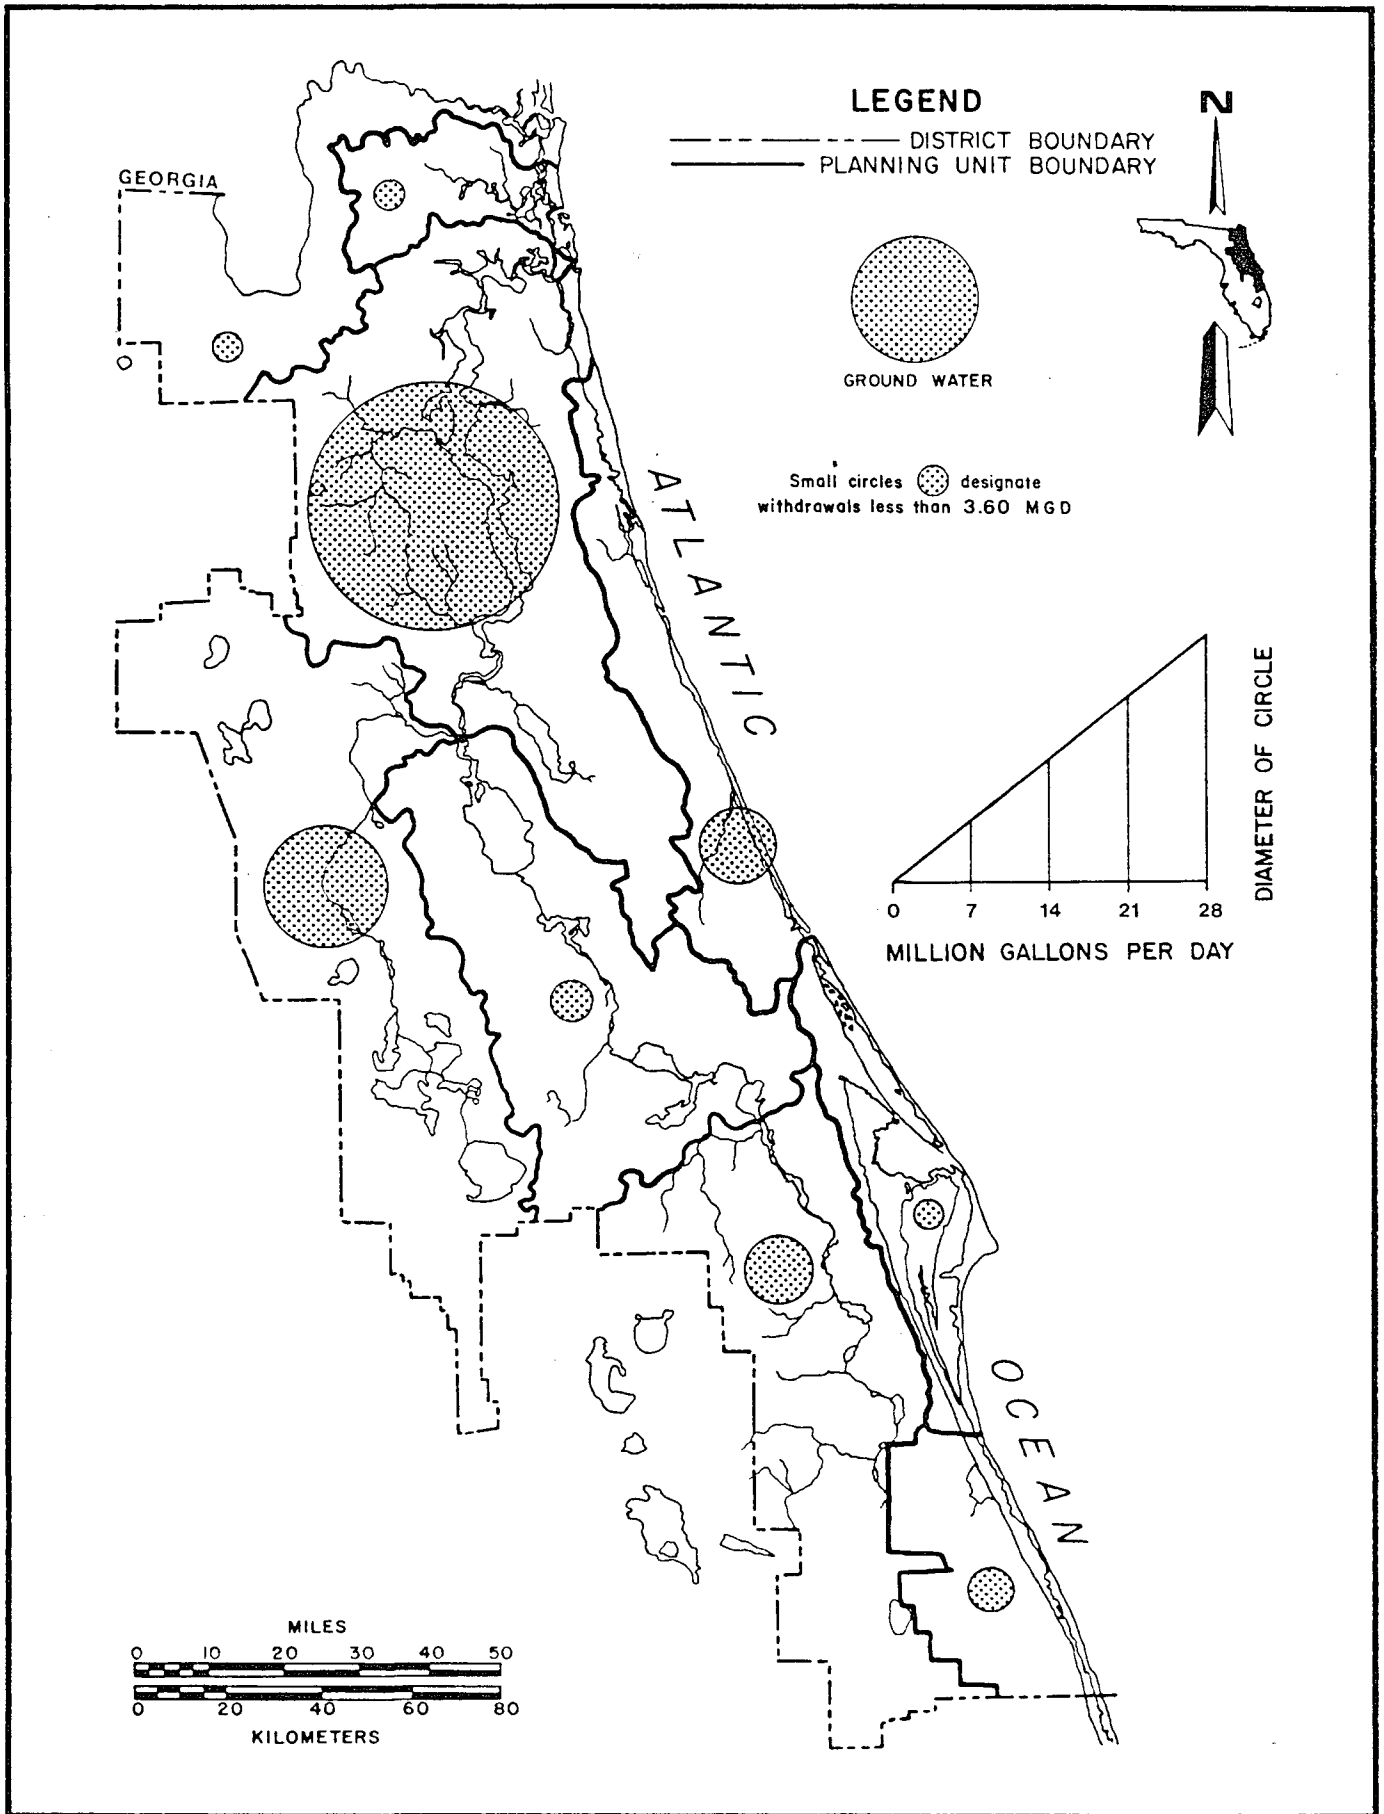 LEGEND
N
DISTRICT BOUNDARY
PLANNING UNIT BOUNDARY
GEORGIA
GROUND WATER
Small circles designate
withdrawals less than 3.60 MGD
ATLANTIC
DIAMETER OF CIRCLE
0 7 14 21 28
MILLION GALLONS PER DAY
OCEAN
MILES
0 10 20 30 40 50
0 20 40 60 80
KILOMETERS